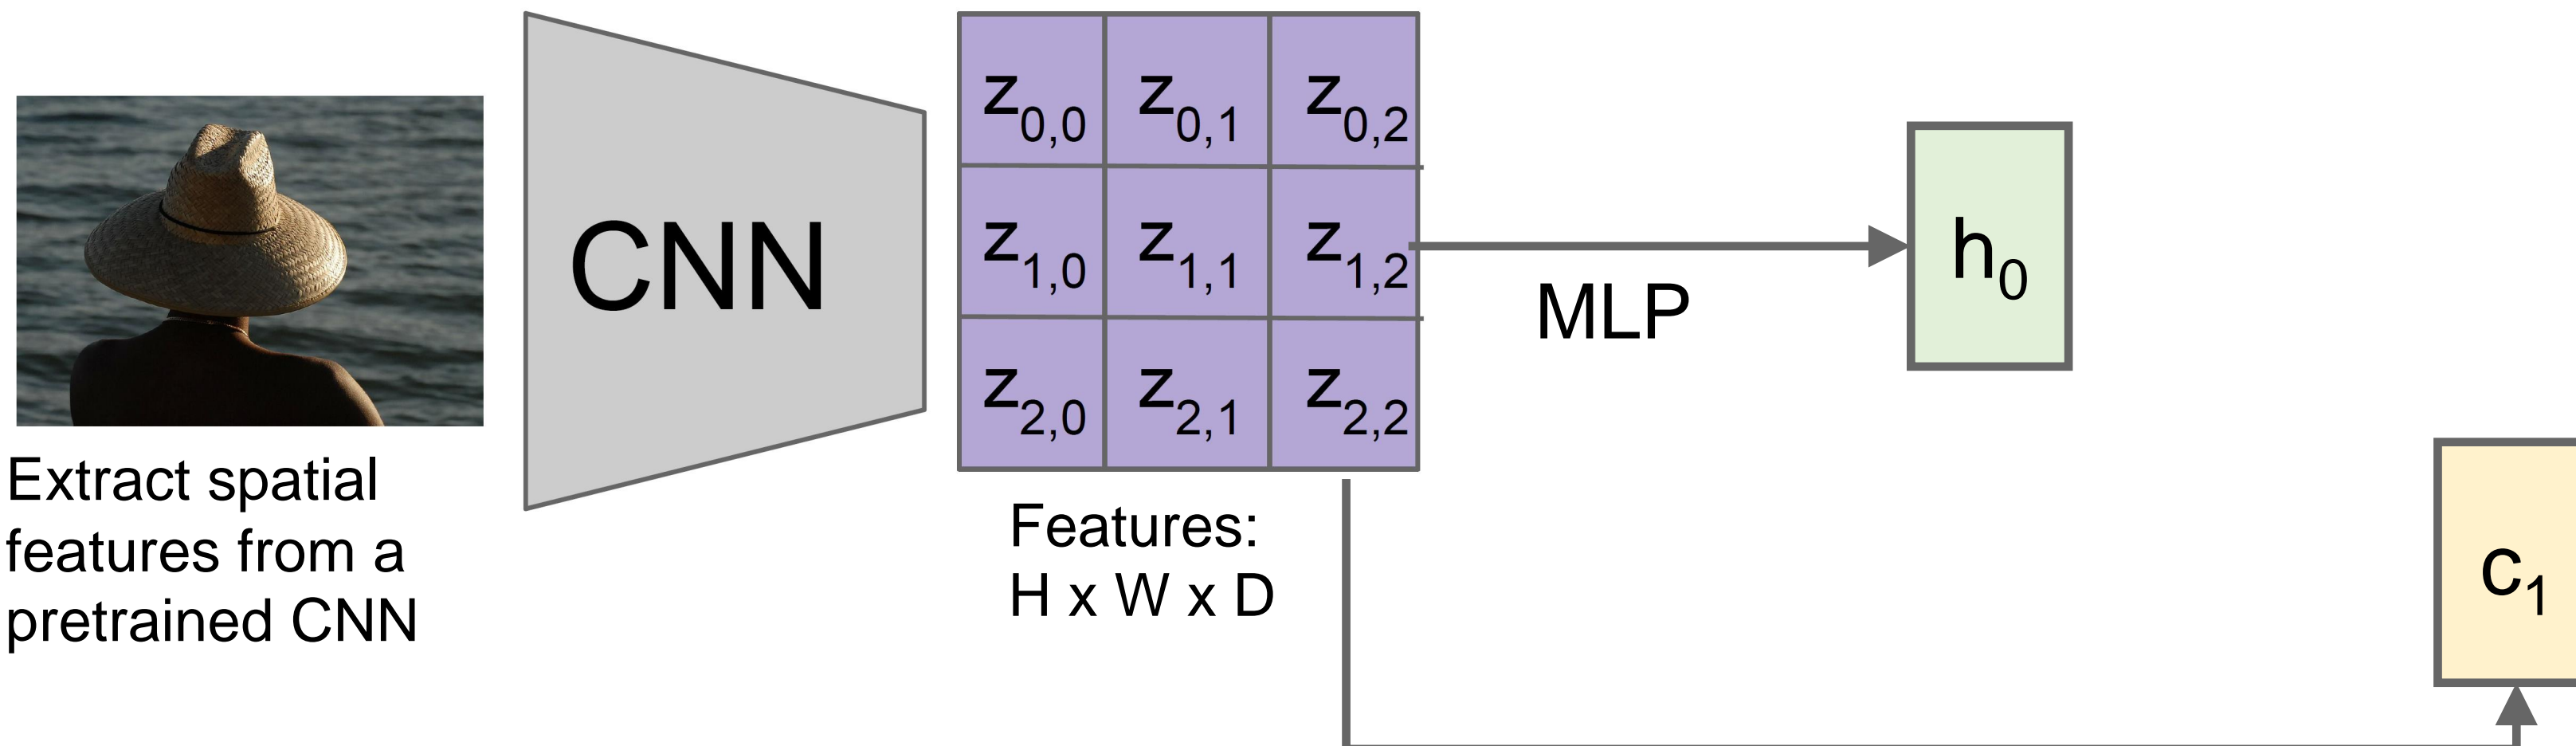 CNN
z0,0 z0,1 z0,2
z1,0 z1,1 z1,2
z2,0 z2,1 z2,2
MLP
h0
Extract spatial
features from a
pretrained CNN
Features:
H x W x D
c1